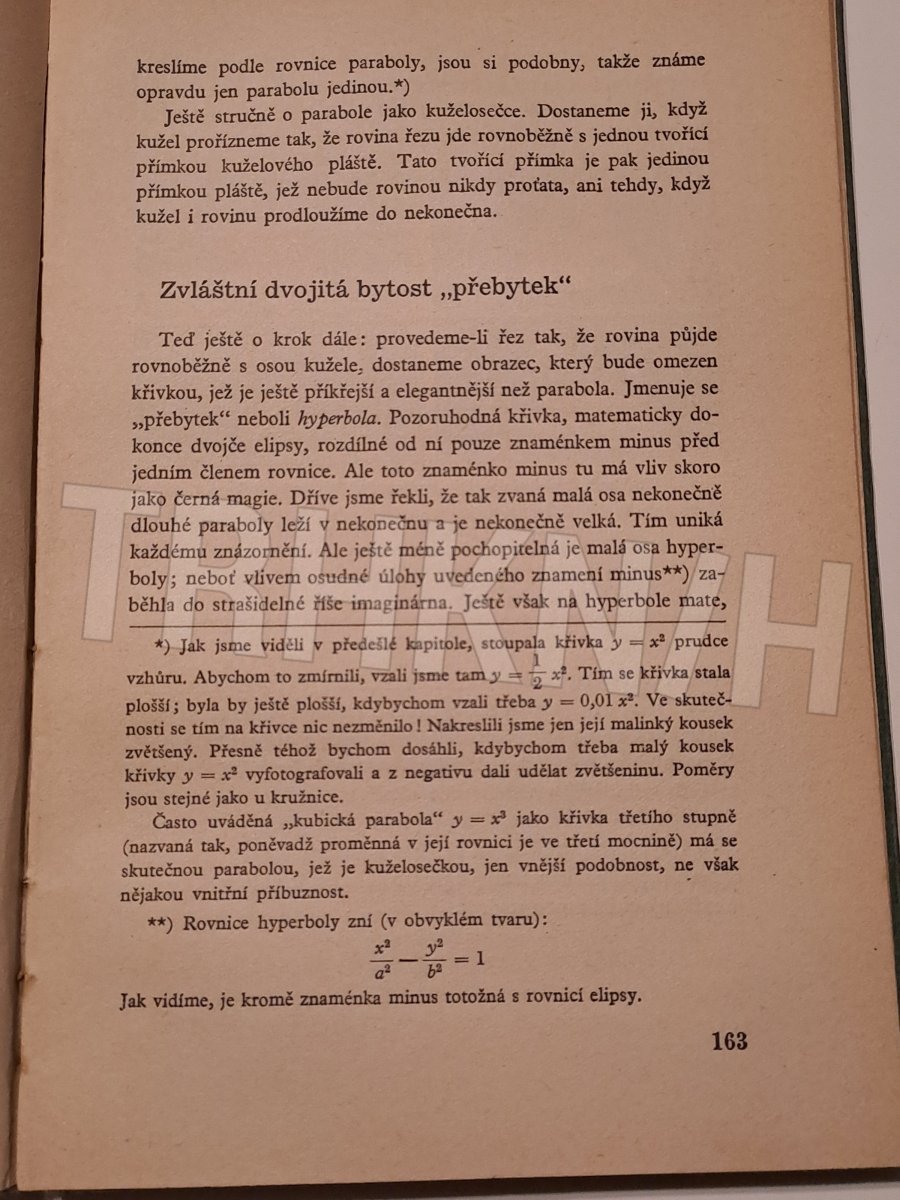 kreslíme podle rovnice paraboly, jsou si podobny, takže známe
opravdu jen parabolu jedinou.*)
Ještě stručně o parabole jako kuželosečce. Dostaneme ji, když
kužel prořízneme tak, že rovina řezu jde rovnoběžně s jednou tvořící
přímkou kuželového pláště. Tato tvořící přímka je pak jedinou
přímkou pláště, jež nebude rovinou nikdy proťata, ani tehdy, když
kužel i rovinu prodloužíme do nekonečna.
Zvláštní dvojitá bytost „přebytek“
Teď ještě o krok dále: provedeme-li řez tak, že rovina půjde
rovnoběžně s osou kužele, dostaneme obrazec, který bude omezen
křivkou, jež je ještě příkřejší a elegantnější než parabola. Jmenuje se
„přebytek“ neboli hyperbola. Pozoruhodná křivka, matematicky do-
konce dvojče elipsy, rozdílné od ní pouze znaménkem minus před
jedním členem rovnice. Ale toto znaménko minus tu má vliv skoro
jako černá magie. Dříve jsme řekli, že tak zvaná malá osa nekonečně
dlouhé paraboly leží v nekonečnu a je nekonečně velká. Tím uniká
každému znázornění. Ale ještě méně pochopitelná je malá osa hyper-
boly; neboť vlivem osudné úlohy uvedeného znamení minus**) za-
běhla do strašidelné říše imaginárna. Ještě však na hyperbole mate,
*) Jak jsme viděli v předešlé kapitole, stoupala křivka y = x² prudce
vzhůru. Abychom to zmírnili, vzali jsme tam y = 1/2 x². Tím se křivka stala
plošší; byla by ještě plošší, kdybychom vzali třeba y = 0,01 x². Ve skuteč-
nosti se tím na křivce nic nezměnilo! Nakreslili jsme jen její malinký kousek
zvětšený. Přesně téhož bychom dosáhli, kdybychom třeba malý kousek
křivky y = x² vyfotografovali a z negativu dali udělat zvětšeninu. Poměry
jsou stejné jako u kružnice.
Často uváděná „kubická parabola“ y = x³ jako křivka třetího stupně
(nazvaná tak, poněvadž proměnná v její rovnici je ve třetí mocnině) má se
skutečnou parabolou, jež je kuželosečkou, jen vnější podobnost, ne však
nějakou vnitřní příbuznost.
**) Rovnice hyperboly zní (v obvyklém tvaru):
x²/a² — y²/b² = 1
Jak vidíme, je kromě znaménka minus totožná s rovnicí elipsy.
163